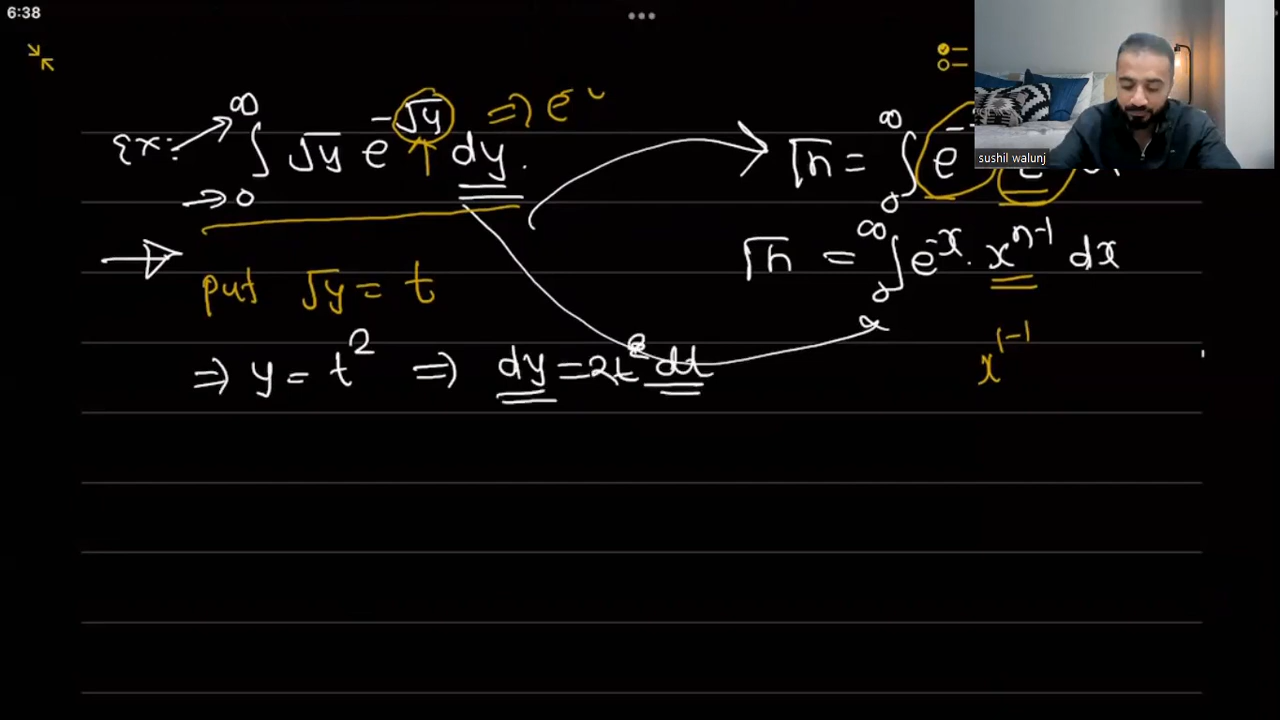 6:38
Ex: ∫₀^∞ √y e^{-√y} dy. ⇒ e
Γn = ∫₀^∞ e
sushil walunj
Γn = ∫₀^∞ e^{-x}. x^{n-1} dx
put √y = t
x^{1-1}
⇒ y = t² ⇒ dy = 2t dt